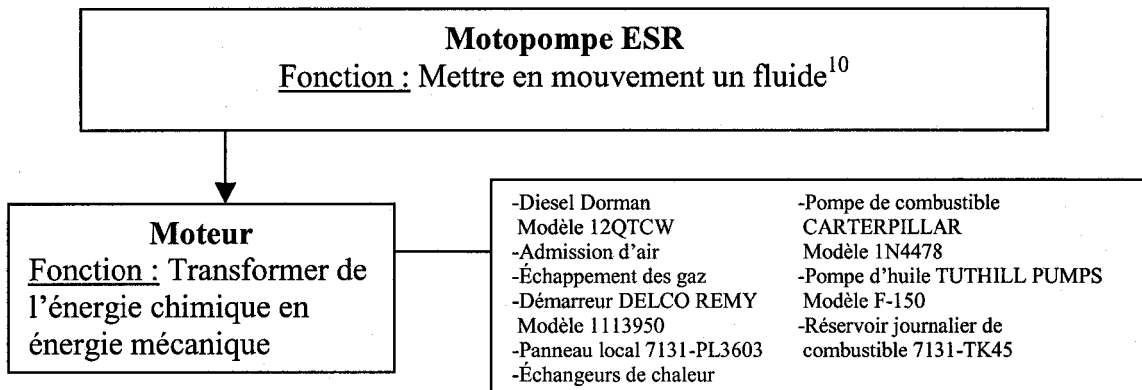 Motopompe ESR
Fonction : Mettre en mouvement un fluide10
Moteur
Fonction : Transformer de
l'énergie chimique en
énergie mécanique
-Diesel Dorman
Modèle 12QTCW
-Admission d'air
-Échappement des gaz
-Démarreur DELCO REMY
Modèle 1113950
-Panneau local 7131-PL3603
-Échangeurs de chaleur
-Pompe de combustible
CARTERPILLAR
Modèle 1N4478
-Pompe d'huile TUTHILL PUMPS
Modèle F-150
-Réservoir journalier de
combustible 7131-TK45